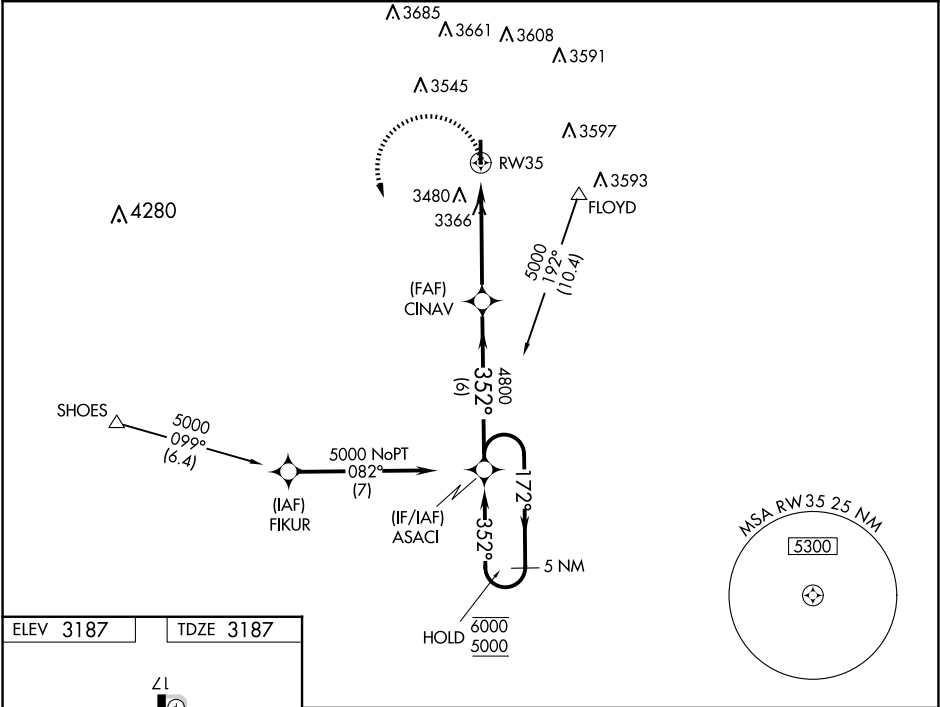 3685
3661
3608
3591
3545
3597
RW35
3593
3480
FLOYD
3366
4280
5000
192°
(10.4)
(FAF)
CINAV
4800
352°
(6)
SHOES
5000
099°
(6.4)
5000 NoPT
082°
(7)
(IAF)
FIKUR
(IF/IAF)
ASACI
172°
352°
5 NM
HOLD
6000
5000
MSA RW35 25 NM
5300
ELEV 3187
TDZE 3187
17